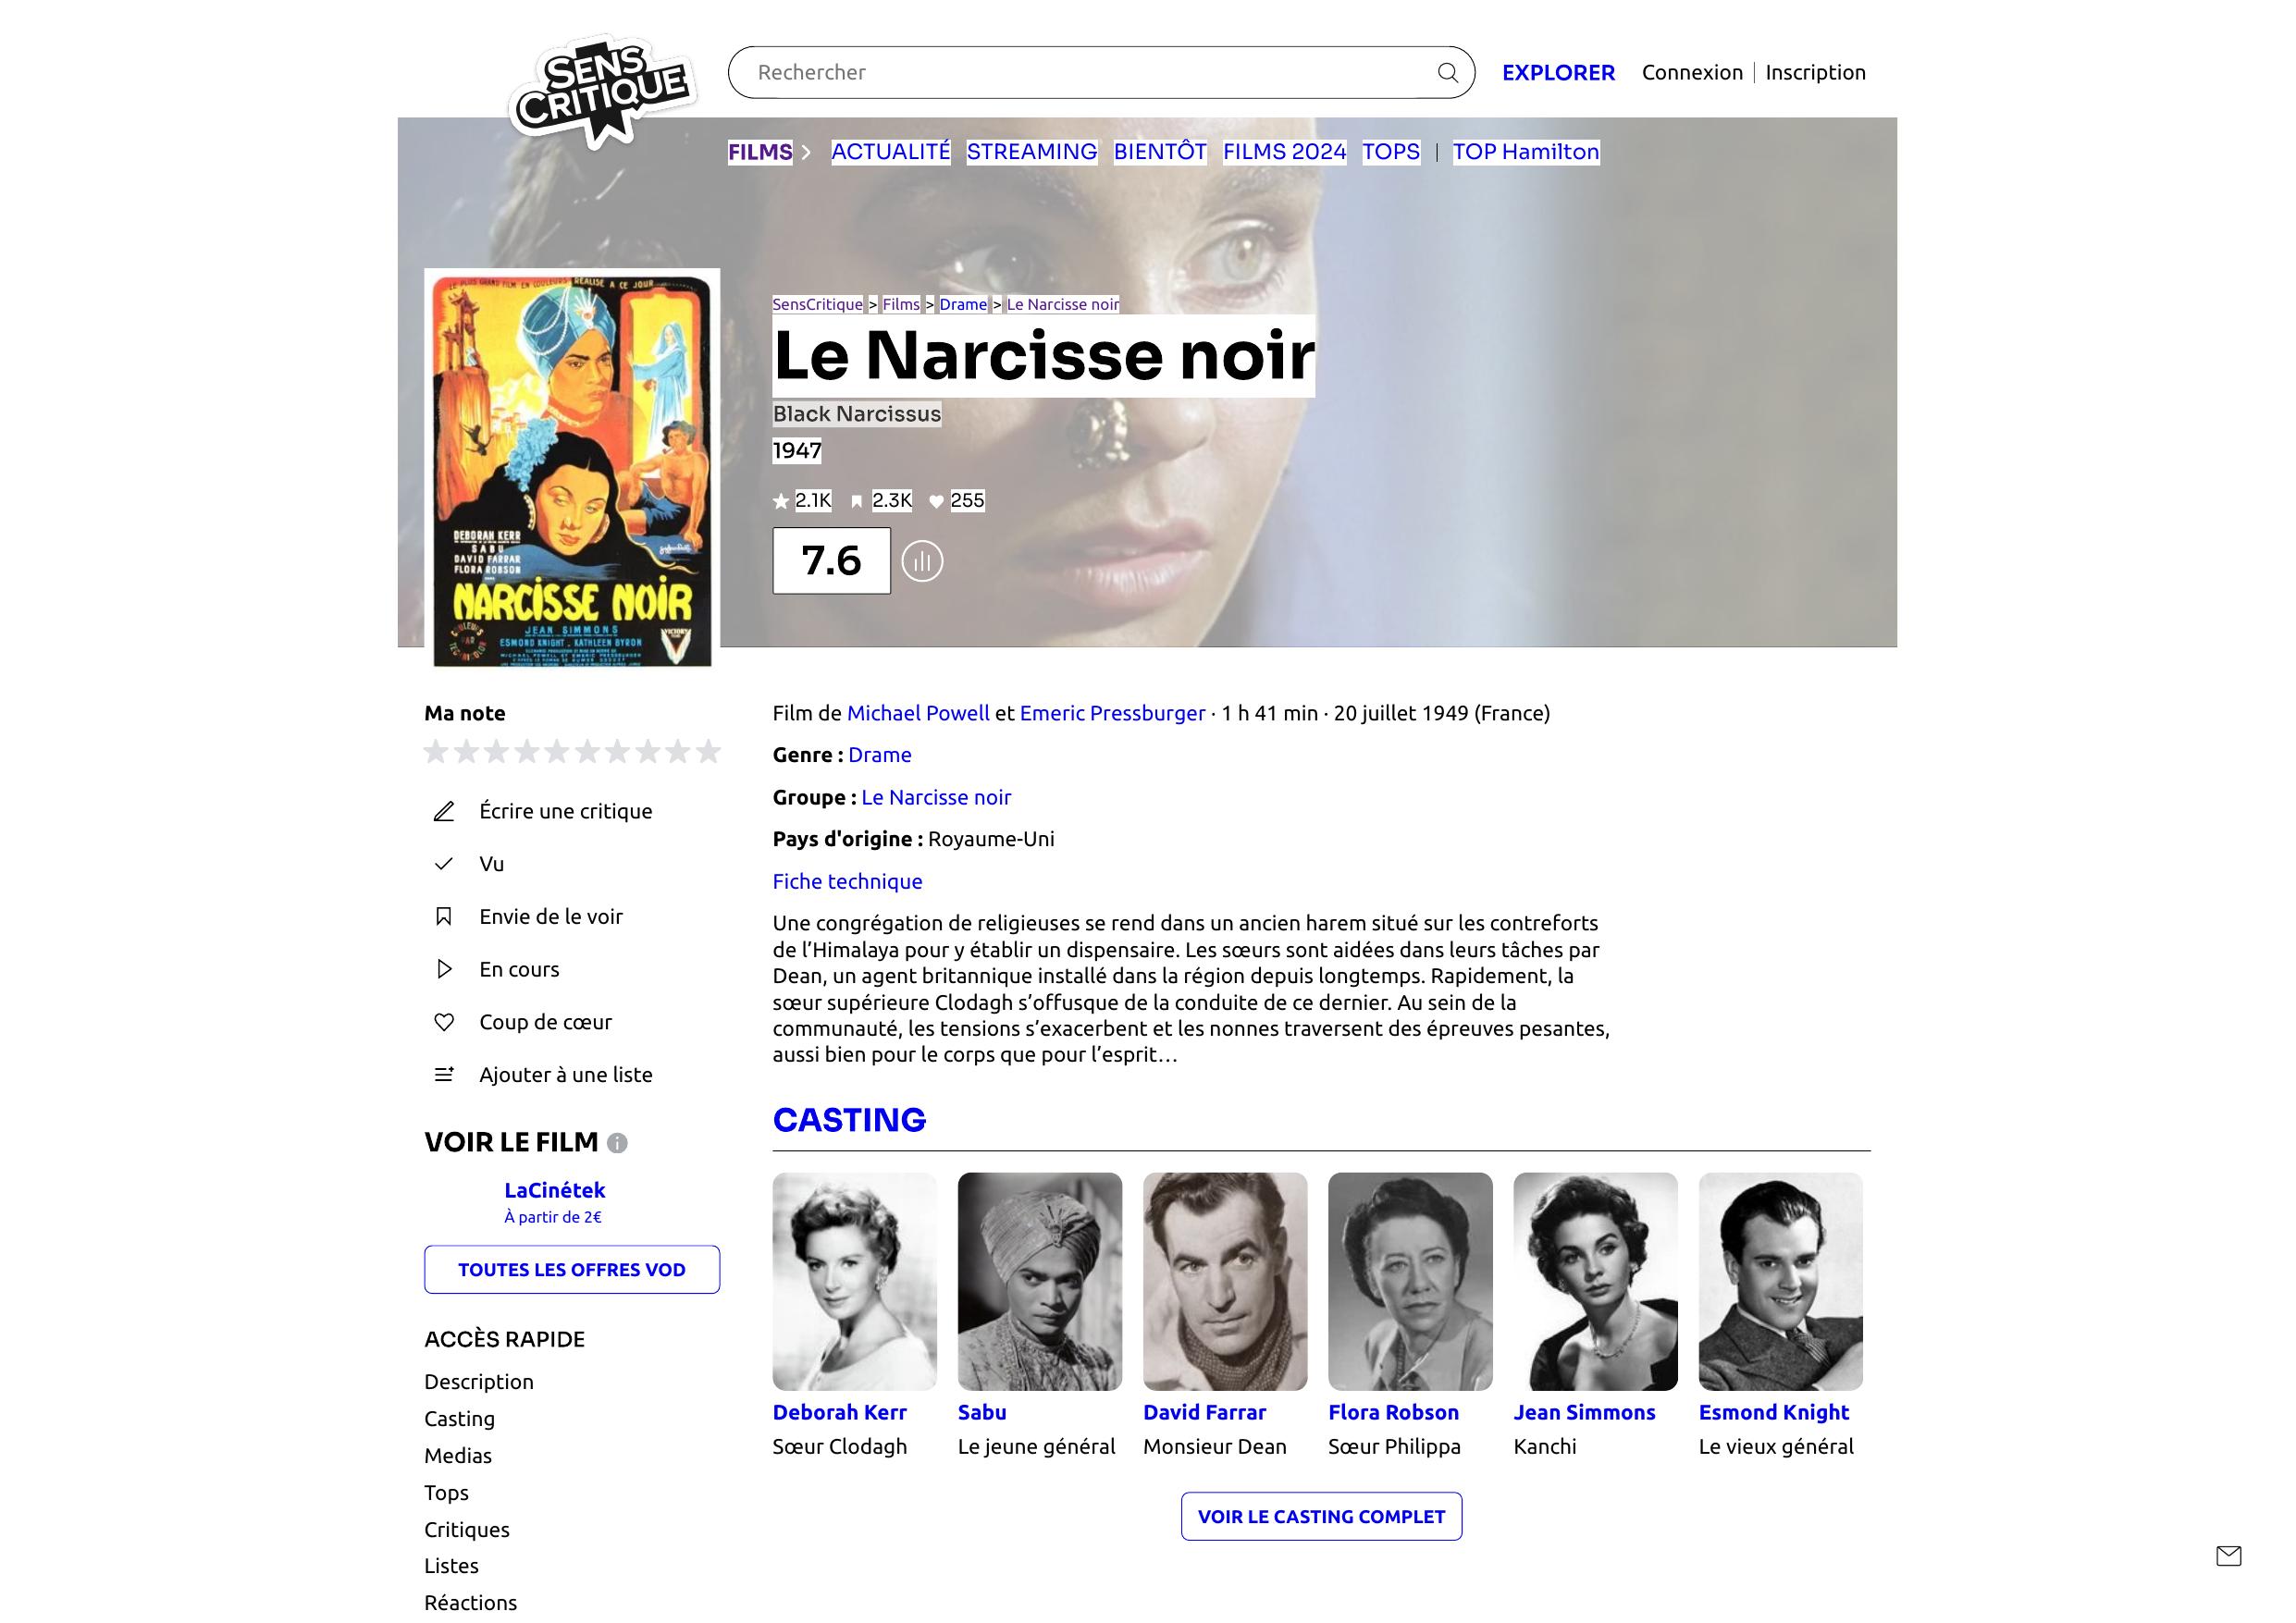 SENS
CRITIQUE
Rechercher
EXPLORER
Connexion | Inscription
FILMS
ACTUALITÉ
STREAMING
BIENTÔT
FILMS 2024
TOPS
|
TOP Hamilton
LE PLUS GRAND FILM EN COULEURS RÉALISÉ A CE JOUR
DEBORAH KERR
SABU
DAVID FARRAR
FLORA ROBSON
NARCISSE NOIR
JEAN SIMMONS
ESMOND KNIGHT . KATHLEEN BYRON
COULEURS
PAR
TECHNICOLOR
VICTORY
SensCritique > Films > Drame > Le Narcisse noir
Le Narcisse noir
Black Narcissus
1947
2.1K
2.3K
255
7.6
Ma note
Écrire une critique
Vu
Envie de le voir
En cours
Coup de cœur
Ajouter à une liste
VOIR LE FILM
LaCinétek
À partir de 2€
TOUTES LES OFFRES VOD
ACCÈS RAPIDE
Description
Casting
Medias
Tops
Critiques
Listes
Réactions
Film de Michael Powell et Emeric Pressburger · 1 h 41 min · 20 juillet 1949 (France)
Genre : Drame
Groupe : Le Narcisse noir
Pays d'origine : Royaume-Uni
Fiche technique
Une congrégation de religieuses se rend dans un ancien harem situé sur les contreforts
de l’Himalaya pour y établir un dispensaire. Les sœurs sont aidées dans leurs tâches par
Dean, un agent britannique installé dans la région depuis longtemps. Rapidement, la
sœur supérieure Clodagh s’offusque de la conduite de ce dernier. Au sein de la
communauté, les tensions s’exacerbent et les nonnes traversent des épreuves pesantes,
aussi bien pour le corps que pour l’esprit…
CASTING
Deborah Kerr
Sœur Clodagh
Sabu
Le jeune général
David Farrar
Monsieur Dean
Flora Robson
Sœur Philippa
Jean Simmons
Kanchi
Esmond Knight
Le vieux général
VOIR LE CASTING COMPLET